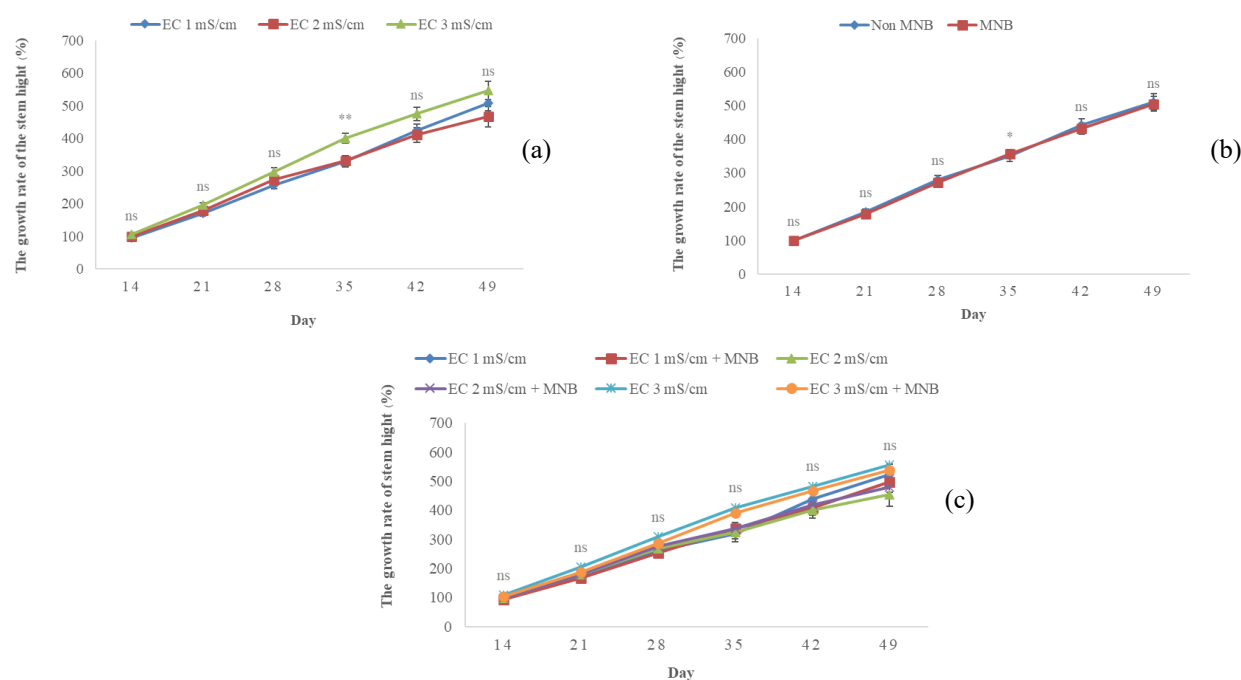 EC 1 mS/cm EC 2 mS/cm EC 3 mS/cm
The growth rate of the stem hight (%)
700
600
500
400
300
200
100
0
ns
ns
ns
**
ns
ns
14 21 28 35 42 49
Day
(a)
Non MNB MNB
The growth rate of the stem hight (%)
700
600
500
400
300
200
100
0
ns
ns
ns
*
ns
ns
14 21 28 35 42 49
Day
(b)
EC 1 mS/cm EC 1 mS/cm + MNB EC 2 mS/cm
EC 2 mS/cm + MNB EC 3 mS/cm EC 3 mS/cm + MNB
The growth rate of stem hight (%)
700
600
500
400
300
200
100
0
ns
ns
ns
ns
ns
ns
14 21 28 35 42 49
Day
(c)